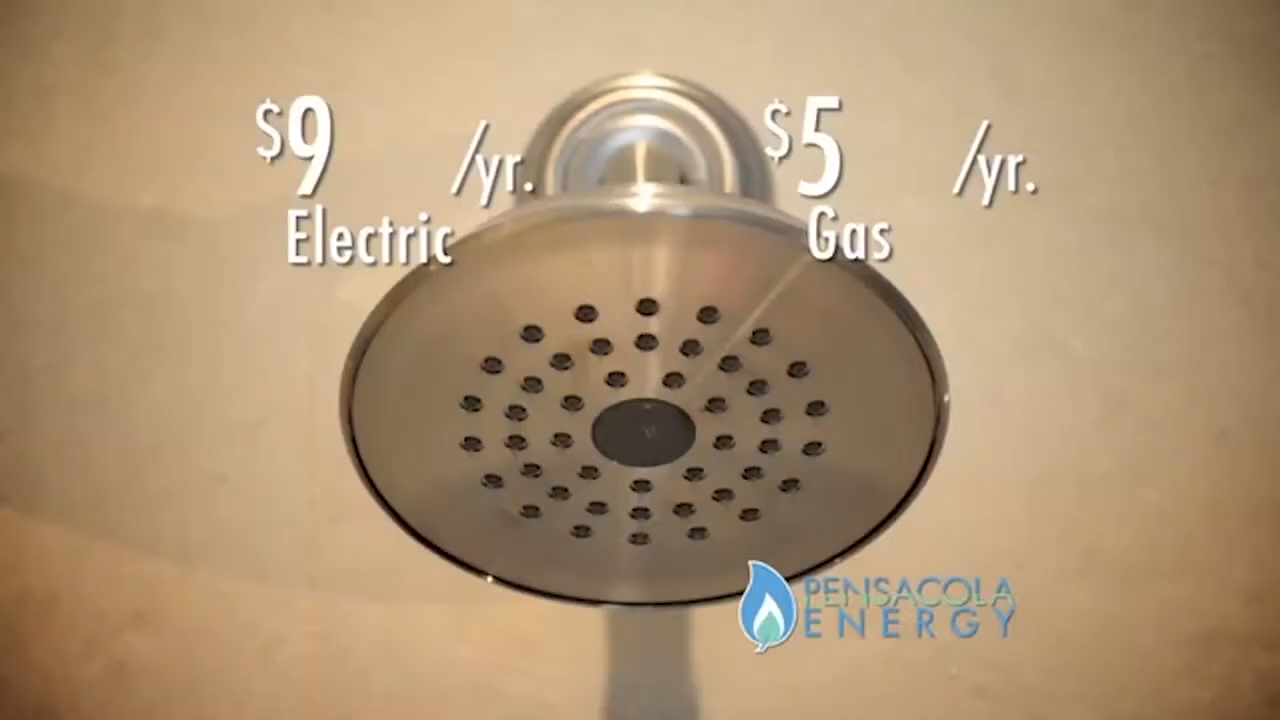 $9 /yr.
Electric
$5 /yr.
Gas
PENSACOLA
ENERGY